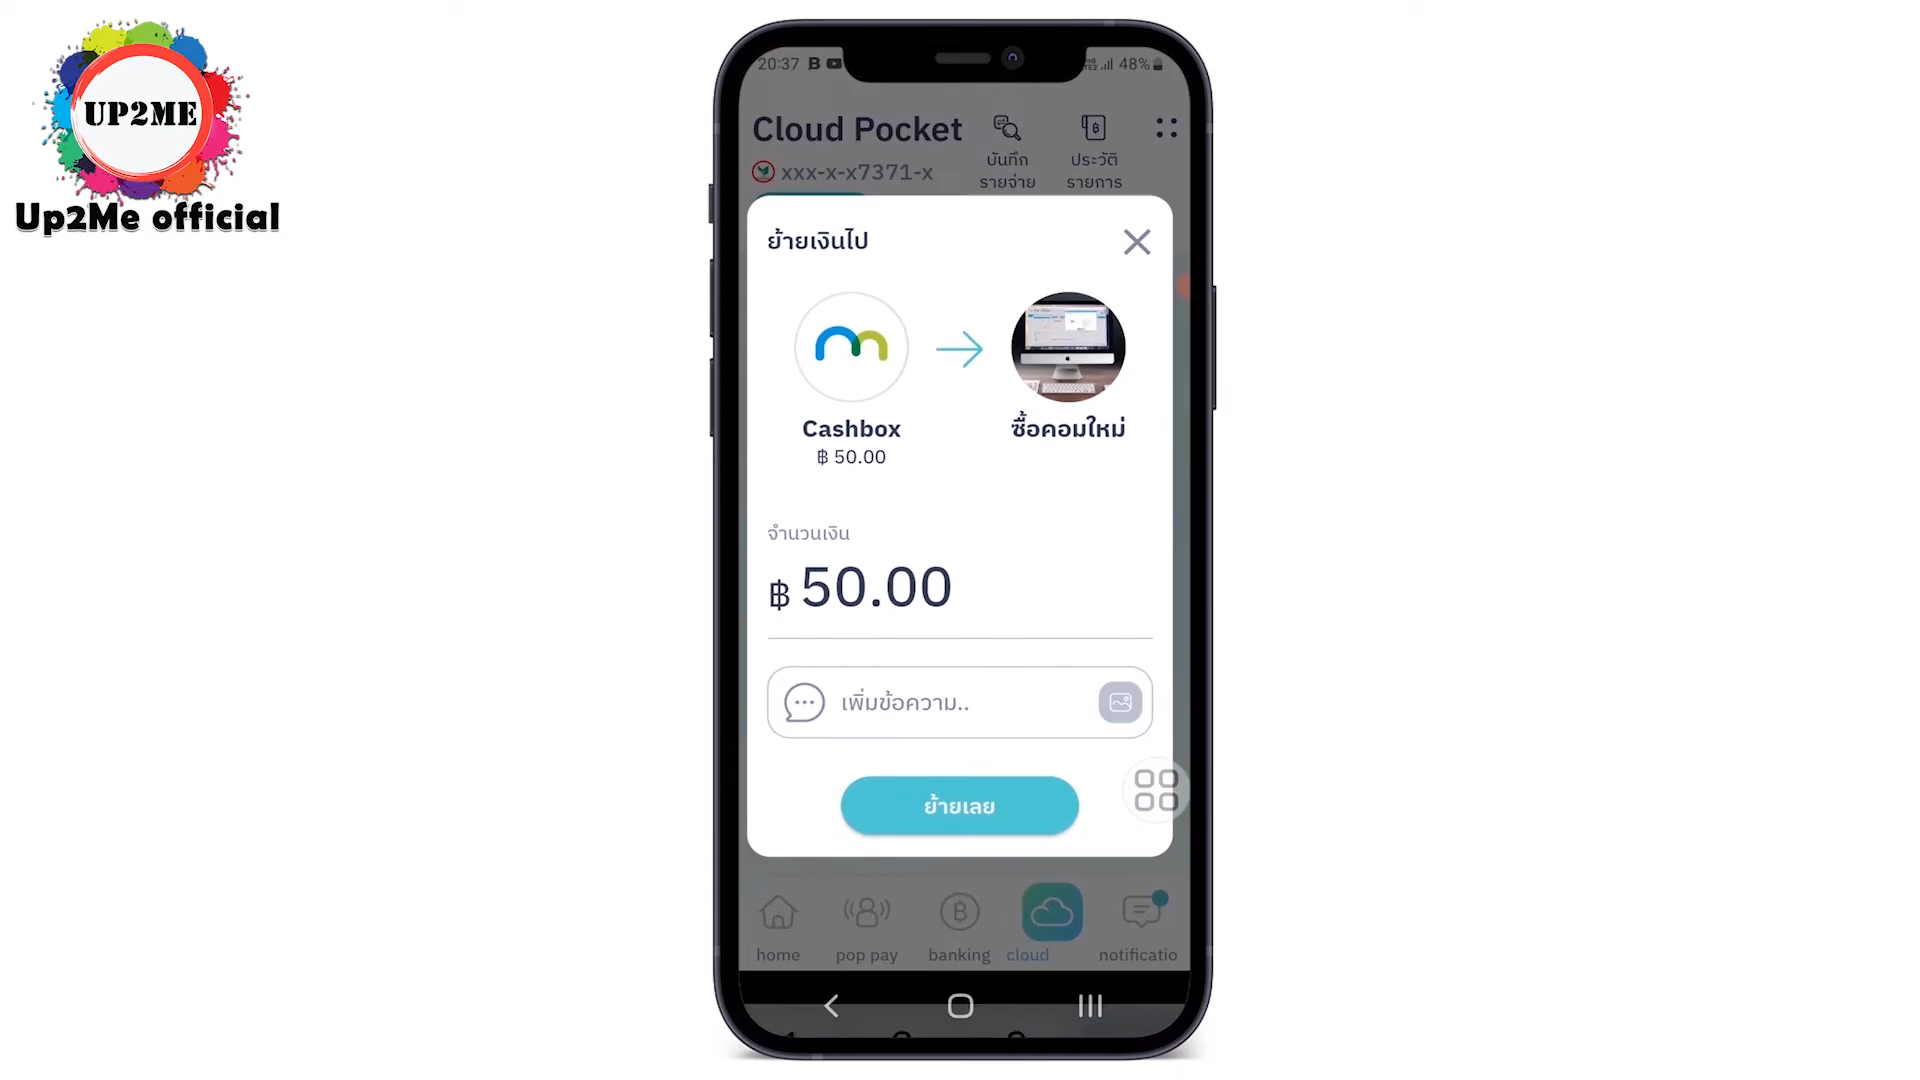 UP2ME
Up2Me official
20:37
48%
Cloud Pocket
xxx-x-x7371-x
บันทึก
รายจ่าย
ประวัติ
รายการ
ย้ายเงินไป
Cashbox
฿ 50.00
ซื้อคอมใหม่
จำนวนเงิน
฿ 50.00
เพิ่มข้อความ..
ย้ายเลย
home
pop pay
banking
cloud
notificatio